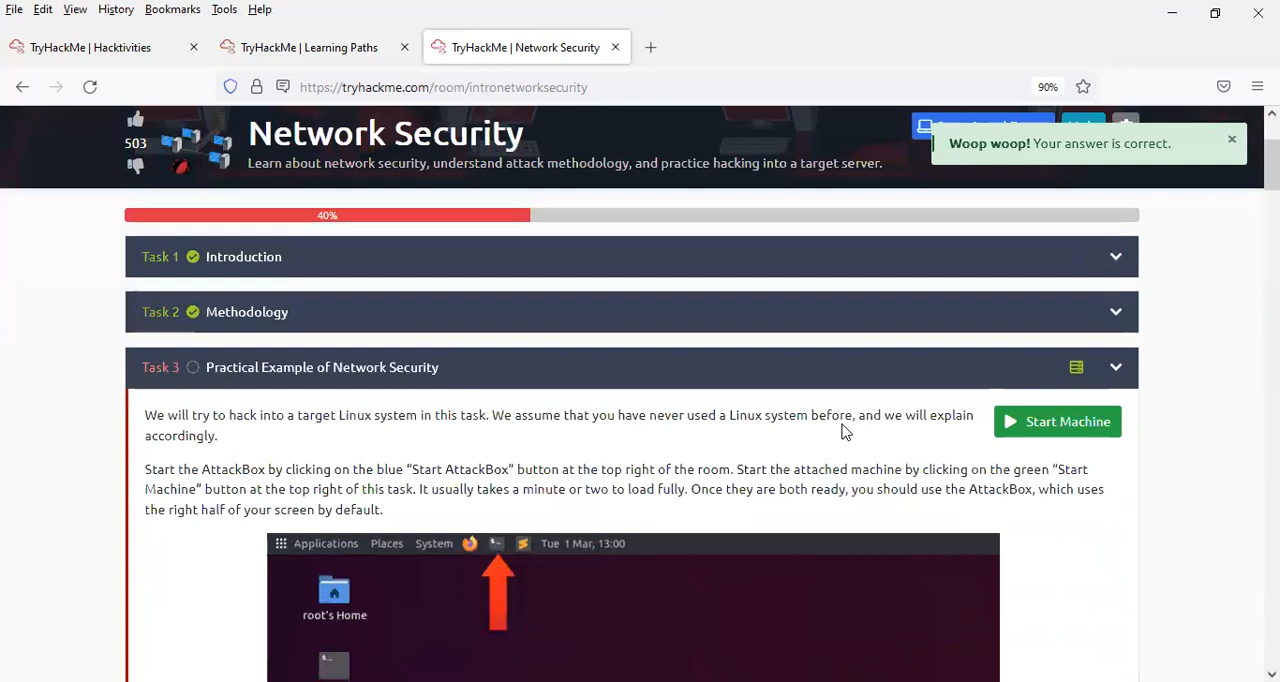 File Edit View History Bookmarks Tools Help
TryHackMe | Hacktivities
TryHackMe | Learning Paths
TryHackMe | Network Security
https://tryhackme.com/room/intronetworksecurity
90%
503
Network Security
Learn about network security, understand attack methodology, and practice hacking into a target server.
Woop woop! Your answer is correct.
40%
Task 1 Introduction
Task 2 Methodology
Task 3 Practical Example of Network Security
We will try to hack into a target Linux system in this task. We assume that you have never used a Linux system before, and we will explain
accordingly.
Start Machine
Start the AttackBox by clicking on the blue “Start AttackBox” button at the top right of the room. Start the attached machine by clicking on the green “Start
Machine” button at the top right of this task. It usually takes a minute or two to load fully. Once they are both ready, you should use the AttackBox, which uses
the right half of your screen by default.
Applications Places System Tue 1 Mar, 13:00
root's Home